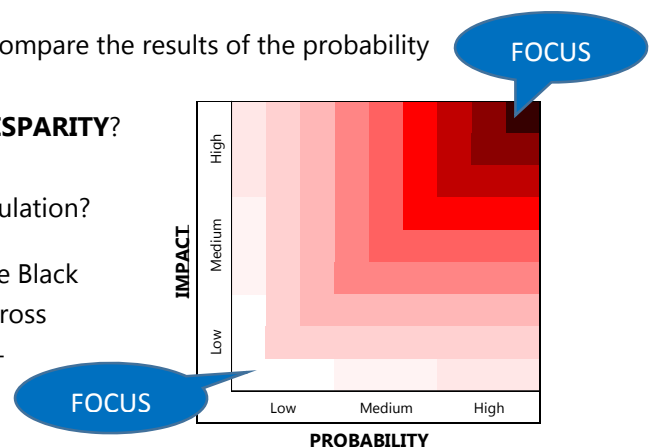 ompare the results of the probability
FOCUS
ISPARITY?
ulation?
e Black
ross
High
Medium
Low
IMPACT
FOCUS
Low Medium High
PROBABILITY